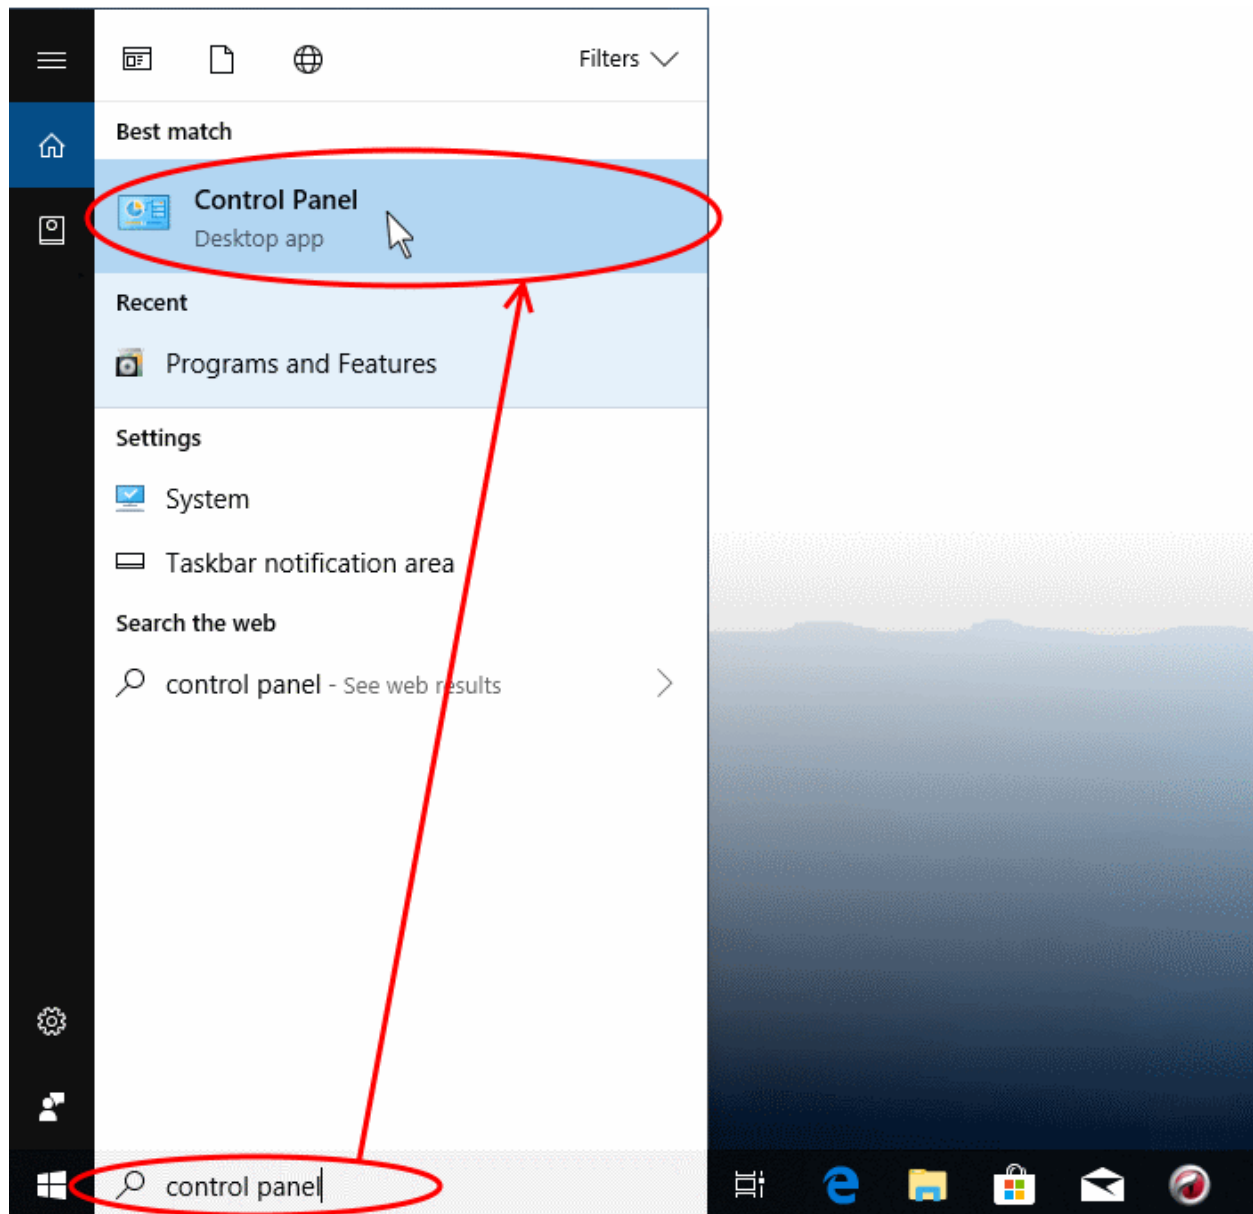 Filters
Best match
Control Panel
Desktop app
Recent
Programs and Features
Settings
System
Taskbar notification area
Search the web
control panel - See web results
control panel